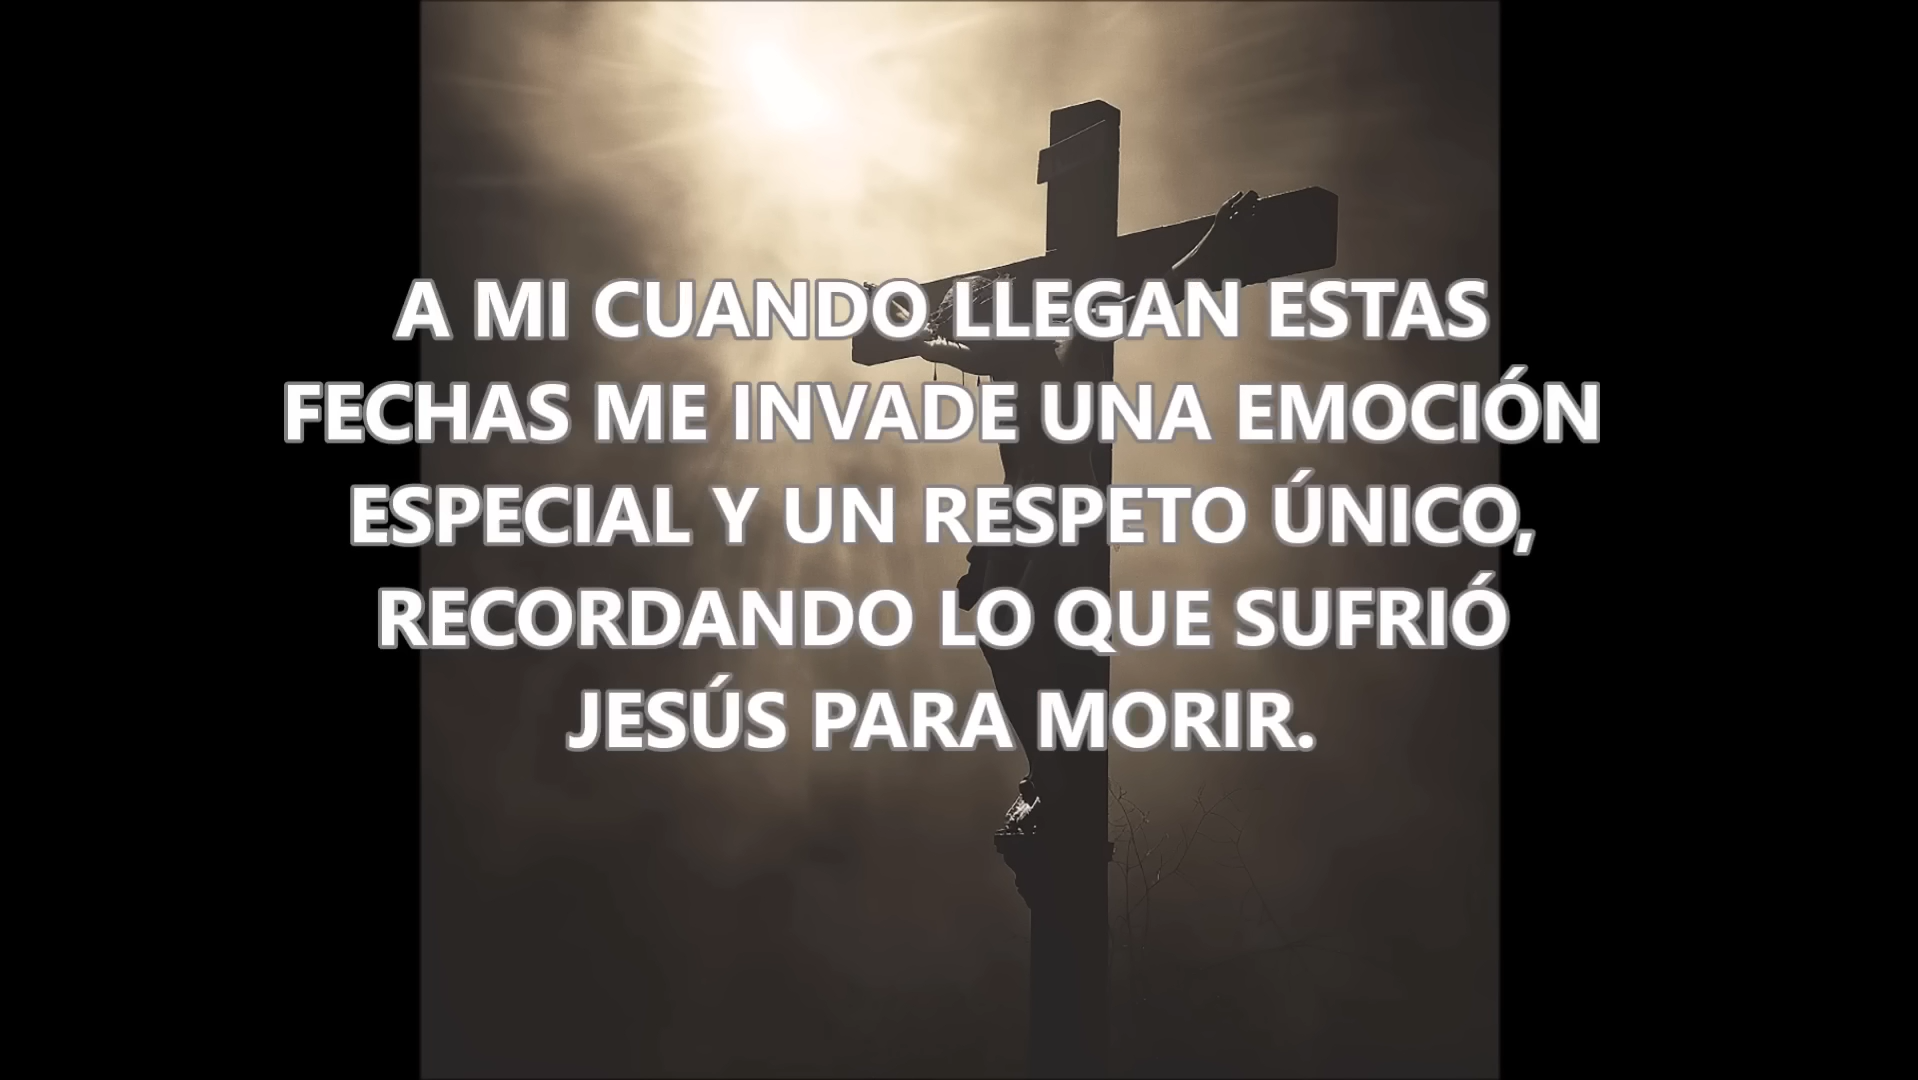 A MI CUANDO LLEGAN ESTAS
FECHAS ME INVADE UNA EMOCIÓN
ESPECIAL Y UN RESPETO ÚNICO,
RECORDANDO LO QUE SUFRIÓ
JESÚS PARA MORIR.